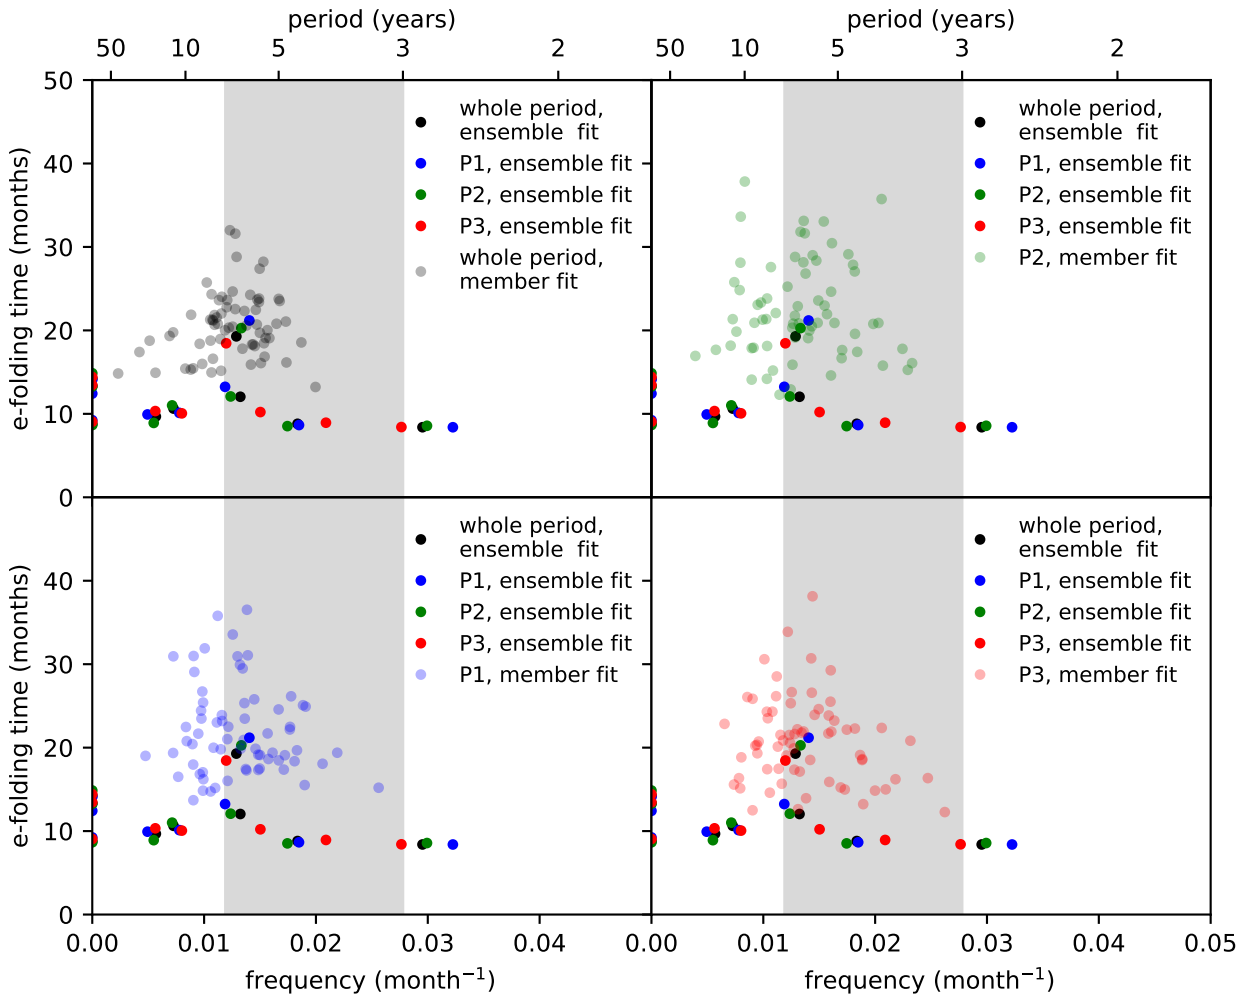 period (years)
period (years)
50 10 5 3 2
50 10 5 3 2
50
40
30
20
10
0
e-folding time (months)
whole period,
ensemble fit
P1, ensemble fit
P2, ensemble fit
P3, ensemble fit
whole period,
member fit
whole period,
ensemble fit
P1, ensemble fit
P2, ensemble fit
P3, ensemble fit
P2, member fit
40
30
20
10
0
e-folding time (months)
whole period,
ensemble fit
P1, ensemble fit
P2, ensemble fit
P3, ensemble fit
P1, member fit
whole period,
ensemble fit
P1, ensemble fit
P2, ensemble fit
P3, ensemble fit
P3, member fit
0.00 0.01 0.02 0.03 0.04
0.00 0.01 0.02 0.03 0.04 0.05
frequency (month⁻¹)
frequency (month⁻¹)